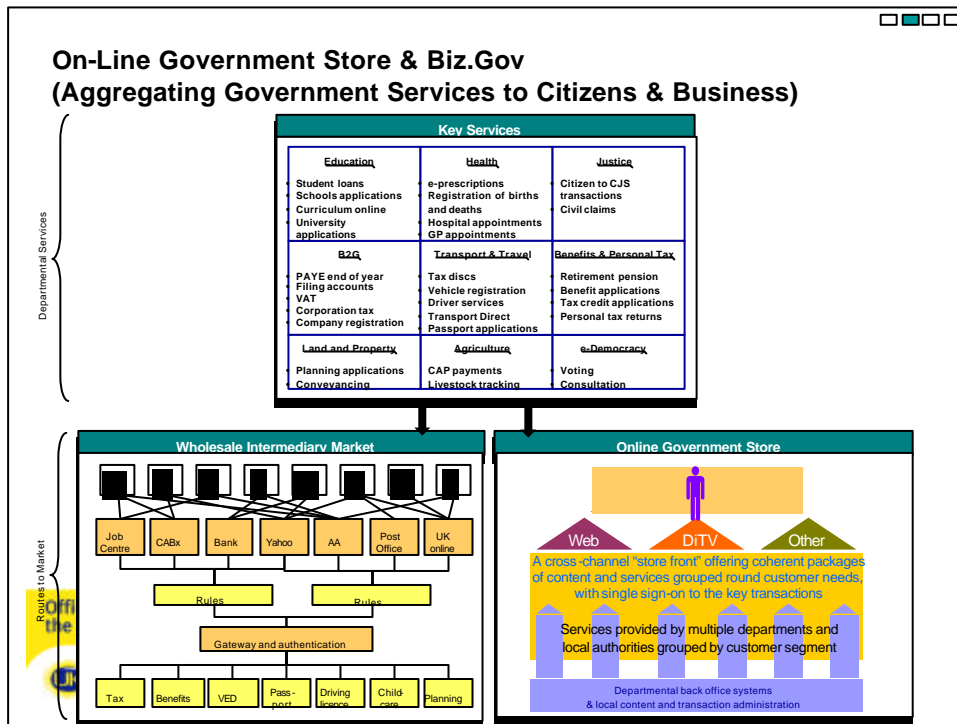 On-Line Government Store & Biz.Gov
(Aggregating Government Services to Citizens & Business)
Departmental Services
Key Services
Education
Student loans
Schools applications
Curriculum online
University
applications
Health
e-prescriptions
Registration of births
and deaths
Hospital appointments
GP appointments
Justice
Citizen to CJS
transactions
Civil claims
B2G
PAYE end of year
Filing accounts
VAT
Corporation tax
Company registration
Transport & Travel
Tax discs
Vehicle registration
Driver services
Transport Direct
Passport applications
Benefits & Personal Tax
Retirement pension
Benefit applications
Tax credit applications
Personal tax returns
Land and Property
Planning applications
Conveyancing
Agriculture
CAP payments
Livestock tracking
e-Democracy
Voting
Consultation
Routes to Market
Wholesale Intermediary Market
Job
Centre
CABx
Bank
Yahoo
AA
Post
Office
UK
online
Rules
Rules
Gateway and authentication
Tax
Benefits
VED
Pass-
port
Driving
licence
Child-
care
Planning
Offi
the
UK
Online Government Store
Web
DiTV
Other
A cross-channel “store front” offering coherent packages
of content and services grouped round customer needs,
with single sign-on to the key transactions
Services provided by multiple departments and
local authorities grouped by customer segment
Departmental back office systems
& local content and transaction administration